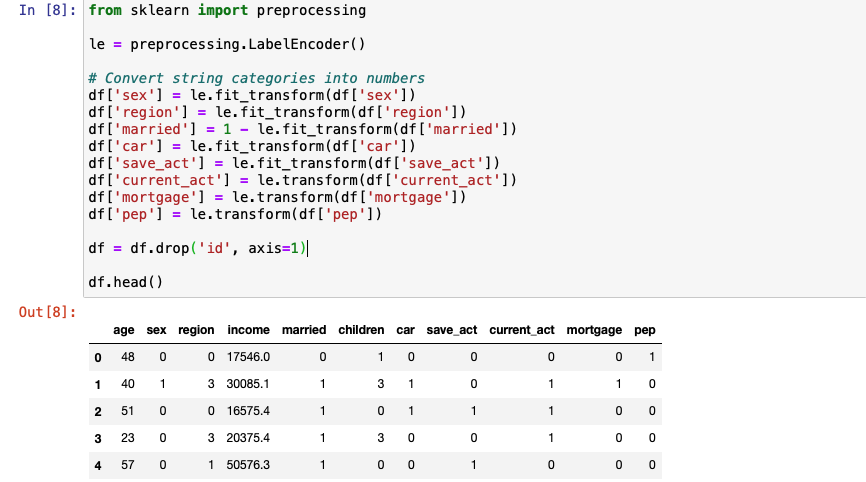 In [8]: from sklearn import preprocessing
le = preprocessing.LabelEncoder()
# Convert string categories into numbers
df['sex'] = le.fit_transform(df['sex'])
df['region'] = le.fit_transform(df['region'])
df['married'] = 1 - le.fit_transform(df['married'])
df['car'] = le.fit_transform(df['car'])
df['save_act'] = le.fit_transform(df['save_act'])
df['current_act'] = le.transform(df['current_act'])
df['mortgage'] = le.transform(df['mortgage'])
df['pep'] = le.transform(df['pep'])
df = df.drop('id', axis=1)
df.head()
Out[8]:
age sex region income married children car save_act current_act mortgage pep
0 48 0 0 17546.0 0 1 0 0 0 0 1
1 40 1 3 30085.1 1 3 1 0 1 1 0
2 51 0 0 16575.4 1 0 1 1 1 0 0
3 23 0 3 20375.4 1 3 0 0 1 0 0
4 57 0 1 50576.3 1 0 0 1 0 0 0